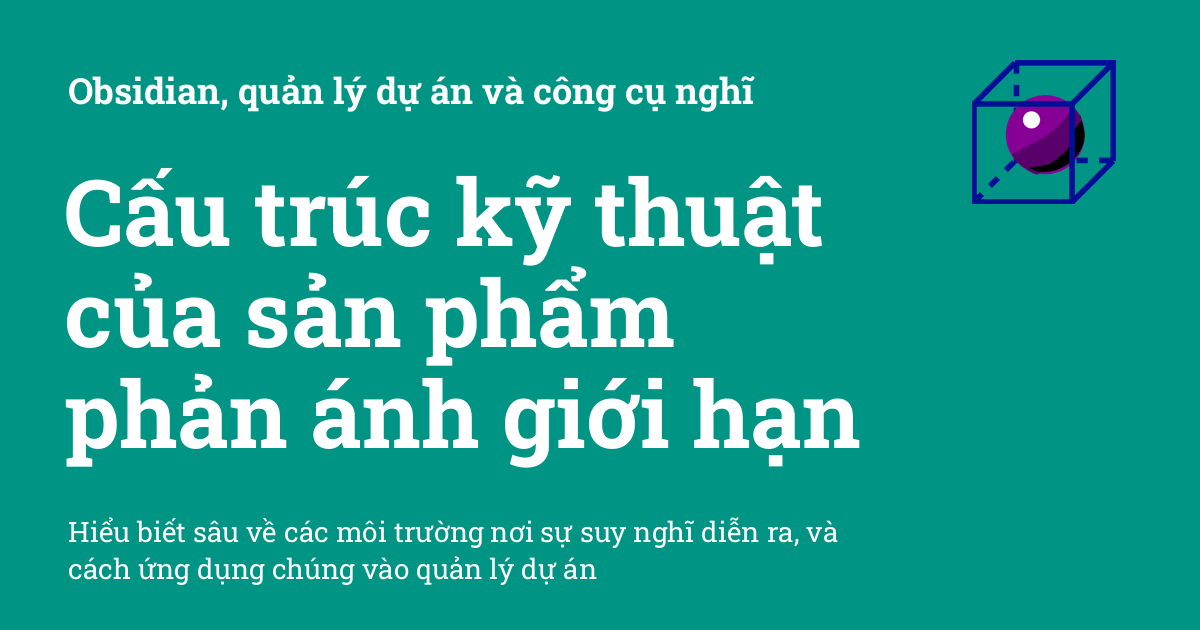 Obsidian, quản lý dự án và công cụ nghĩ
Cấu trúc kỹ thuật
của sản phẩm
phản ánh giới hạn
Hiểu biết sâu về các môi trường nơi sự suy nghĩ diễn ra, và
cách ứng dụng chúng vào quản lý dự án